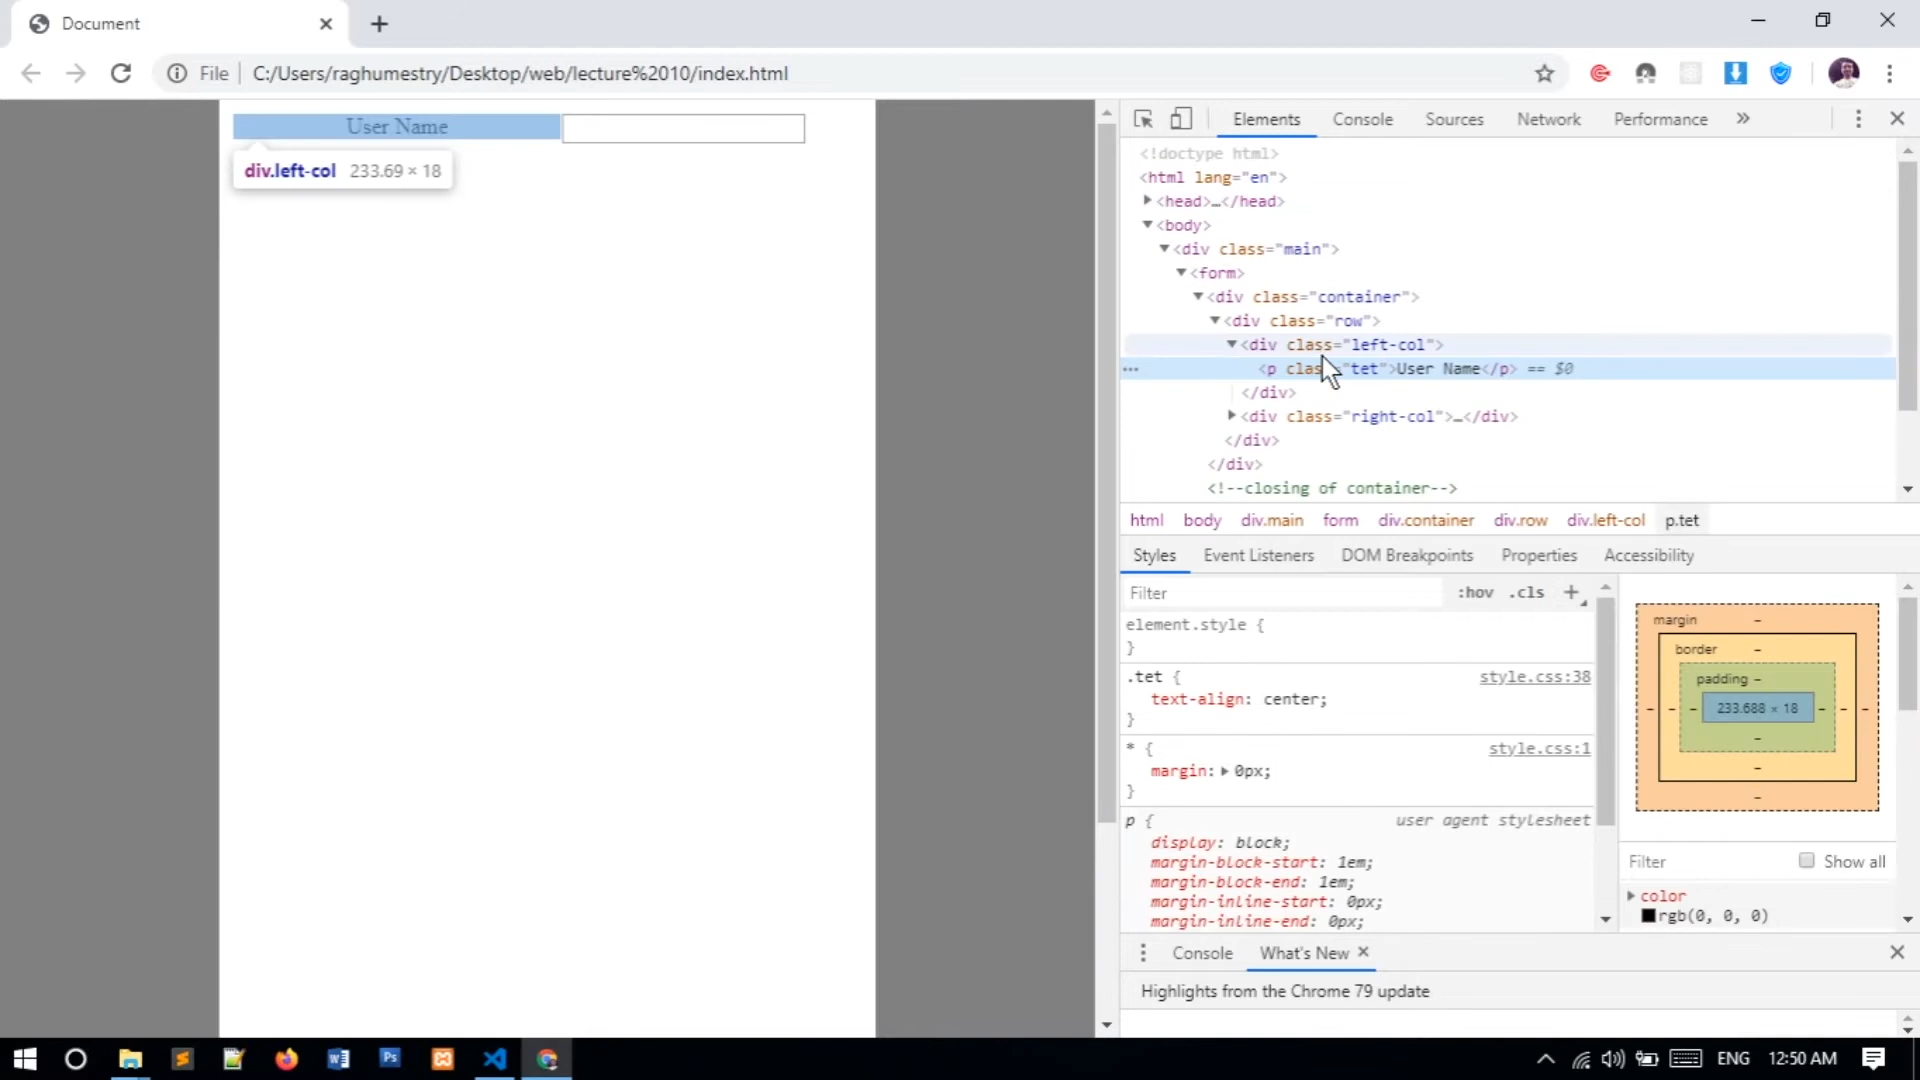 Document
File
C:/Users/raghumestry/Desktop/web/lecture%2010/index.html
User Name
div.left-col 233.69 × 18
Elements Console Sources Network Performance »
<!doctype html>
<html lang="en">
<head>…</head>
<body>
<div class="main">
<form>
<div class="container">
<div class="row">
<div class="left-col">
<p clas "tet">User Name</p> == $0
</div>
<div class="right-col">…</div>
</div>
</div>
<!--closing of container-->
html body div.main form div.container div.row div.left-col p.tet
Styles Event Listeners DOM Breakpoints Properties Accessibility
Filter :hov .cls +
element.style {
}
.tet { style.css:38
text-align: center;
}
* { style.css:1
margin: 0px;
}
p { user agent stylesheet
display: block;
margin-block-start: 1em;
margin-block-end: 1em;
margin-inline-start: 0px;
margin-inline-end: 0px;
margin –
border –
padding –
– – – 233.688 × 18 – – –
–
–
–
Filter Show all
color
rgb(0, 0, 0)
Console What's New
Highlights from the Chrome 79 update
ENG 12:50 AM